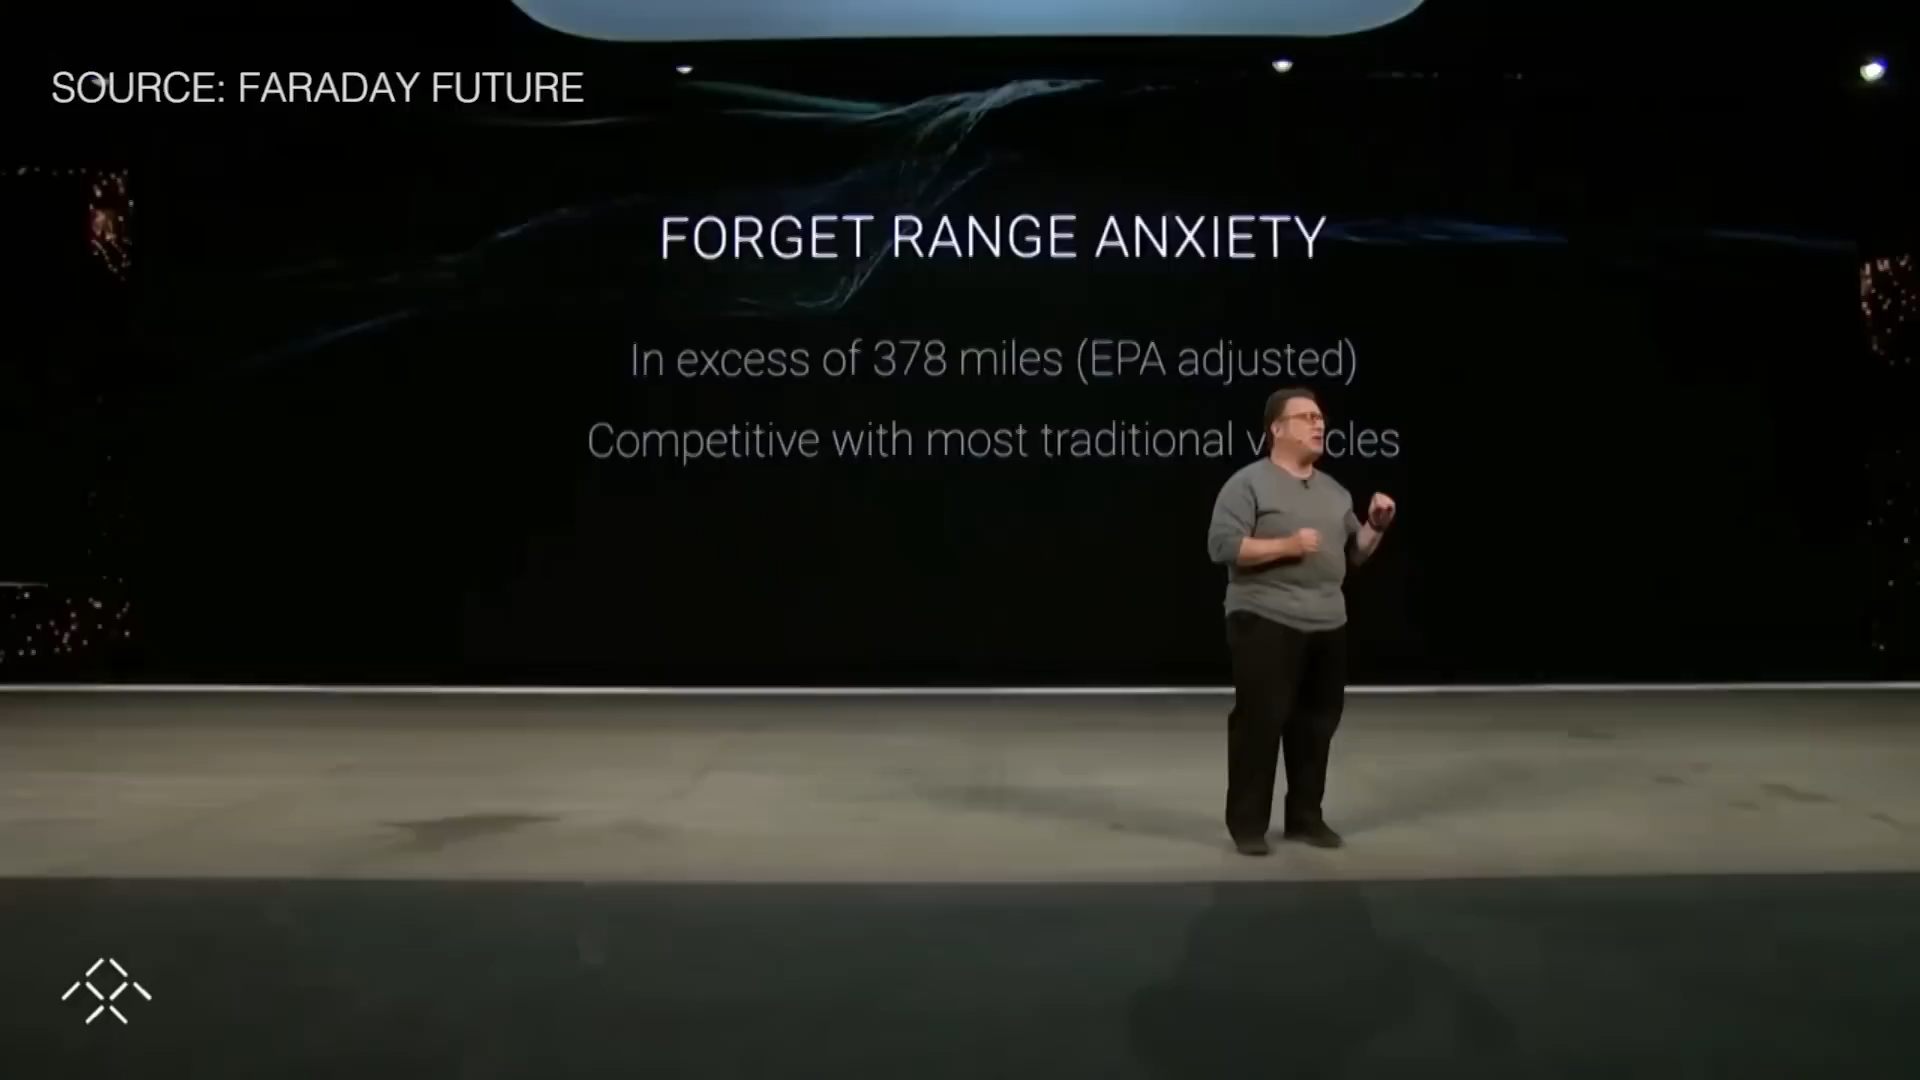 SOURCE: FARADAY FUTURE
FORGET RANGE ANXIETY
In excess of 378 miles (EPA adjusted)
Competitive with most traditional